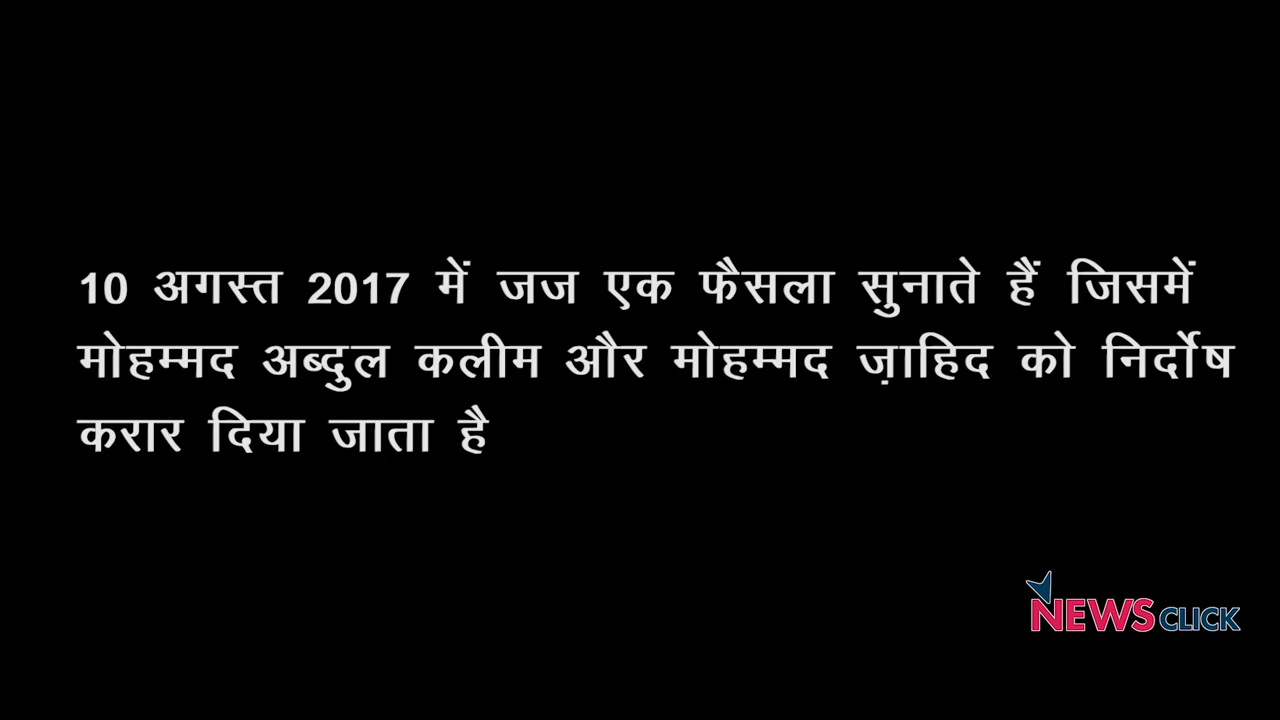 10 अगस्त 2017 में जज एक फैसला सुनाते हैं जिसमें
मोहम्मद अब्दुल कलीम और मोहम्मद ज़ाहिद को निर्दोष
करार दिया जाता है
NEWSCLICK